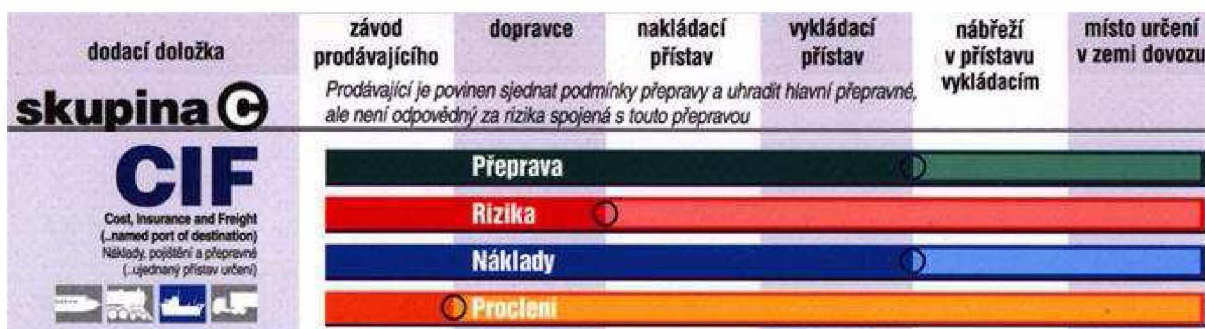 dodací doložka
závod
prodávajícího
dopravce
nakládací
přístav
vykládací
přístav
nábřeží
v přístavu
vykládacím
místo určení
v zemi dovozu
skupina C
Prodávající je povinen sjednat podmínky přepravy a uhradit hlavní přepravné,
ale není odpovědný za rizika spojená s touto přepravou
CIF
Cost, Insurance and Freight
(...named port of destination)
Náklady, pojištění a přepravné
(...ujednaný přístav určení)
Přeprava
Rizika
Náklady
Proclení